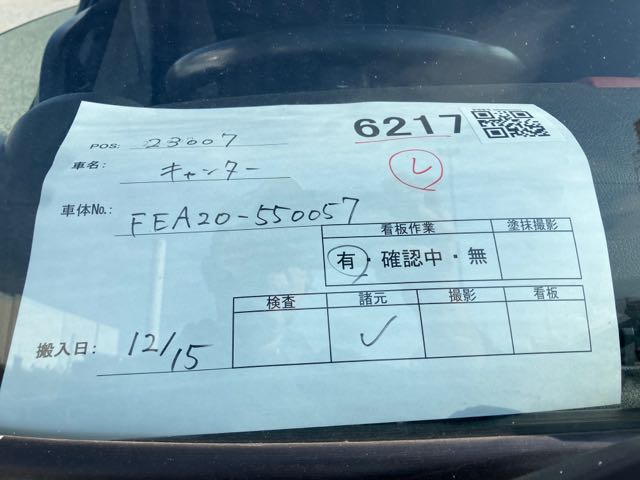 6217
POS: 23007
レ
車名: キャンター
車体No.: FEA20-550057
看板作業 塗抹撮影
有・確認中・無
検査 諸元 撮影 看板
搬入日: 12/15